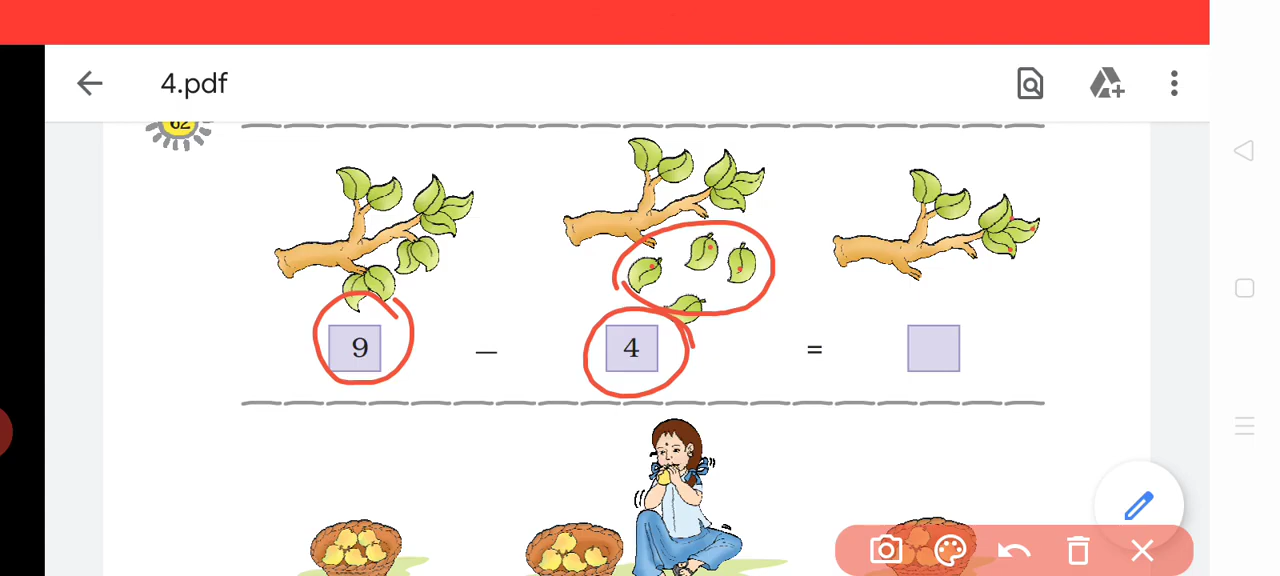 4.pdf
62
9 — 4 =